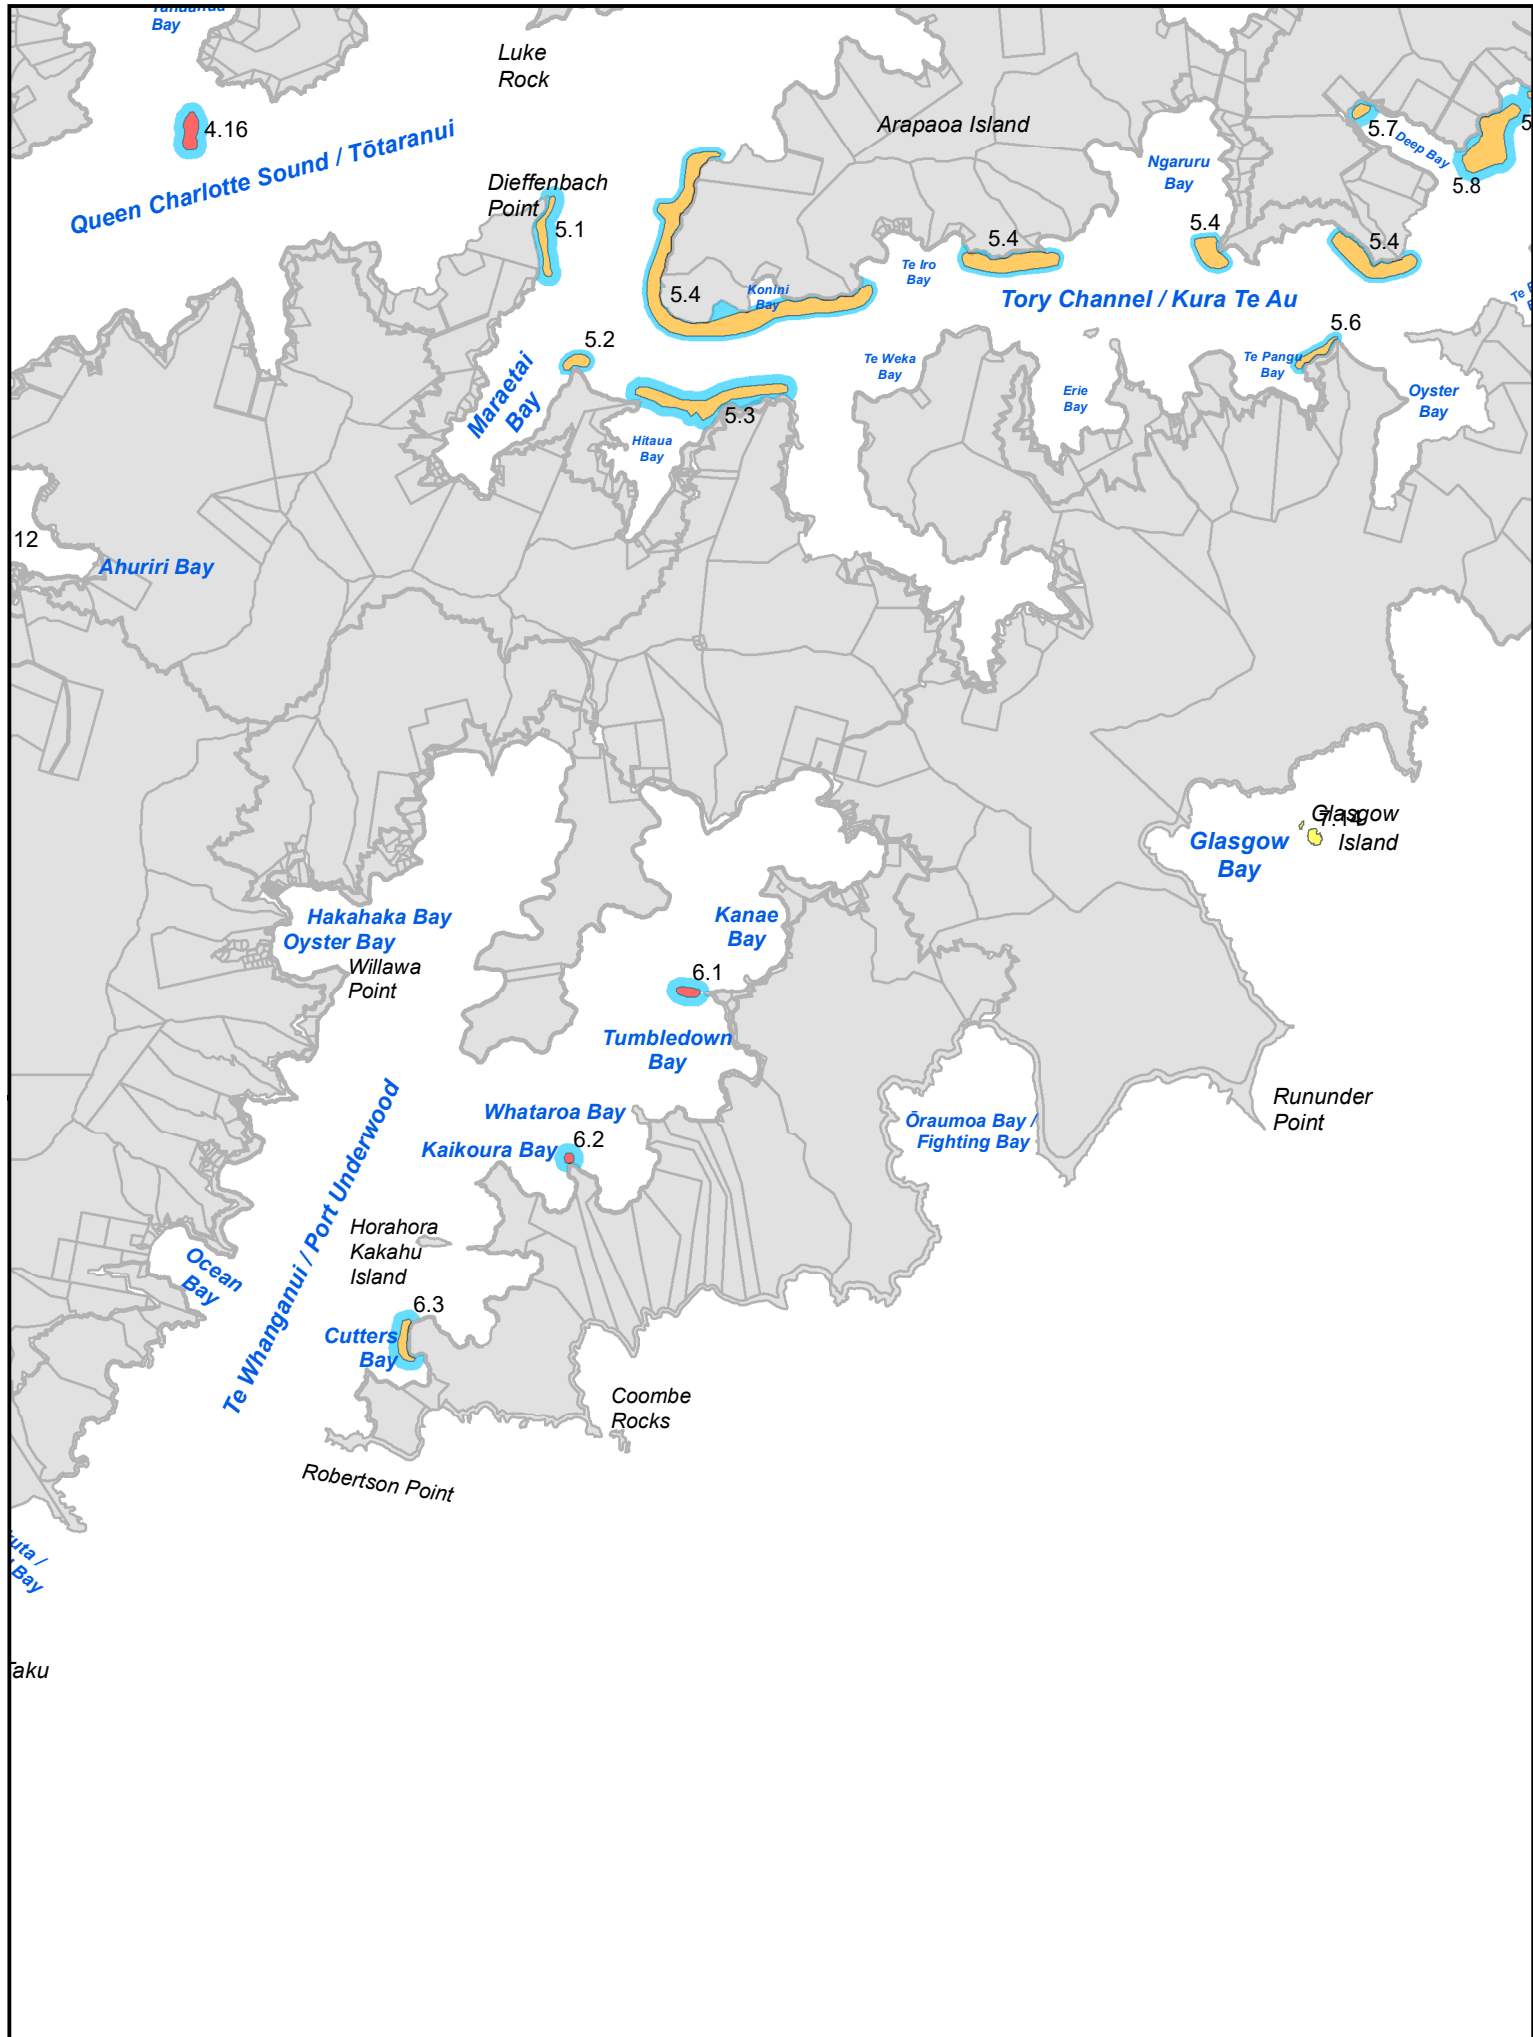 Bay
Luke
Rock
4.16
Queen Charlotte Sound / Tōtaranui
Arapaoa Island
5.7
Deep Bay
5
5.8
Ngaruru
Bay
Dieffenbach
Point
5.1
5.4
5.4
5.4
Te Iro
Bay
5.4
Konini
Bay
Tory Channel / Kura Te Au
5.2
5.6
Te Weka
Bay
Te Pangu
Bay
Maraetai
Bay
Erie
Bay
Oyster
Bay
5.3
Hitaua
Bay
12
Ahuriri Bay
7.14
Glasgow
Island
Glasgow
Bay
Hakahaka Bay
Oyster Bay
Willawa
Point
Kanae
Bay
6.1
Tumbledown
Bay
Te Whanganui / Port Underwood
Whataroa Bay
6.2
Kaikoura Bay
Ōraumoa Bay /
Fighting Bay
Rununder
Point
Horahora
Kakahu
Island
Ocean
Bay
6.3
Cutters
Bay
Coombe
Rocks
Robertson Point
Bay